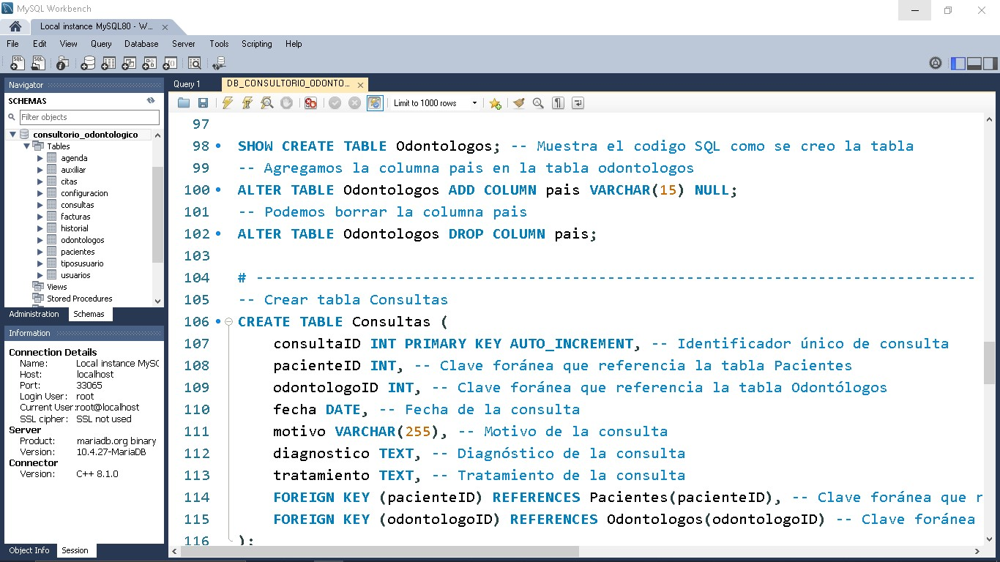 MySQL Workbench
Local instance MySQL80 - W...
File Edit View Query Database Server Tools Scripting Help
Navigator
SCHEMAS
Filter objects
consultorio_odontologico
Tables
agenda
auxiliar
citas
configuracion
consultas
facturas
historial
odontologos
pacientes
tiposusuario
usuarios
Views
Stored Procedures
Administration Schemas
Information
Connection Details
Name: Local instance MySC
Host: localhost
Port: 33065
Login User: root
Current User: root@localhost
SSL cipher: SSL not used
Server
Product: mariadb.org binary
Version: 10.4.27-MariaDB
Connector
Version: C++ 8.1.0
Object Info Session
Query 1 DB_CONSULTORIO_ODONTO...
Limit to 1000 rows
97
98 SHOW CREATE TABLE Odontologos; -- Muestra el codigo SQL como se creo la tabla
99 -- Agregamos la columna pais en la tabla odontologos
100 ALTER TABLE Odontologos ADD COLUMN pais VARCHAR(15) NULL;
101 -- Podemos borrar la columna pais
102 ALTER TABLE Odontologos DROP COLUMN pais;
103
104 # ----------------------------------------------------------------------------------
105 -- Crear tabla Consultas
106 CREATE TABLE Consultas (
107 consultaID INT PRIMARY KEY AUTO_INCREMENT, -- Identificador único de consulta
108 pacienteID INT, -- Clave foránea que referencia la tabla Pacientes
109 odontologoID INT, -- Clave foránea que referencia la tabla Odontólogos
110 fecha DATE, -- Fecha de la consulta
111 motivo VARCHAR(255), -- Motivo de la consulta
112 diagnostico TEXT, -- Diagnóstico de la consulta
113 tratamiento TEXT, -- Tratamiento de la consulta
114 FOREIGN KEY (pacienteID) REFERENCES Pacientes(pacienteID), -- Clave foránea que r
115 FOREIGN KEY (odontologoID) REFERENCES Odontologos(odontologoID) -- Clave foránea
116 );